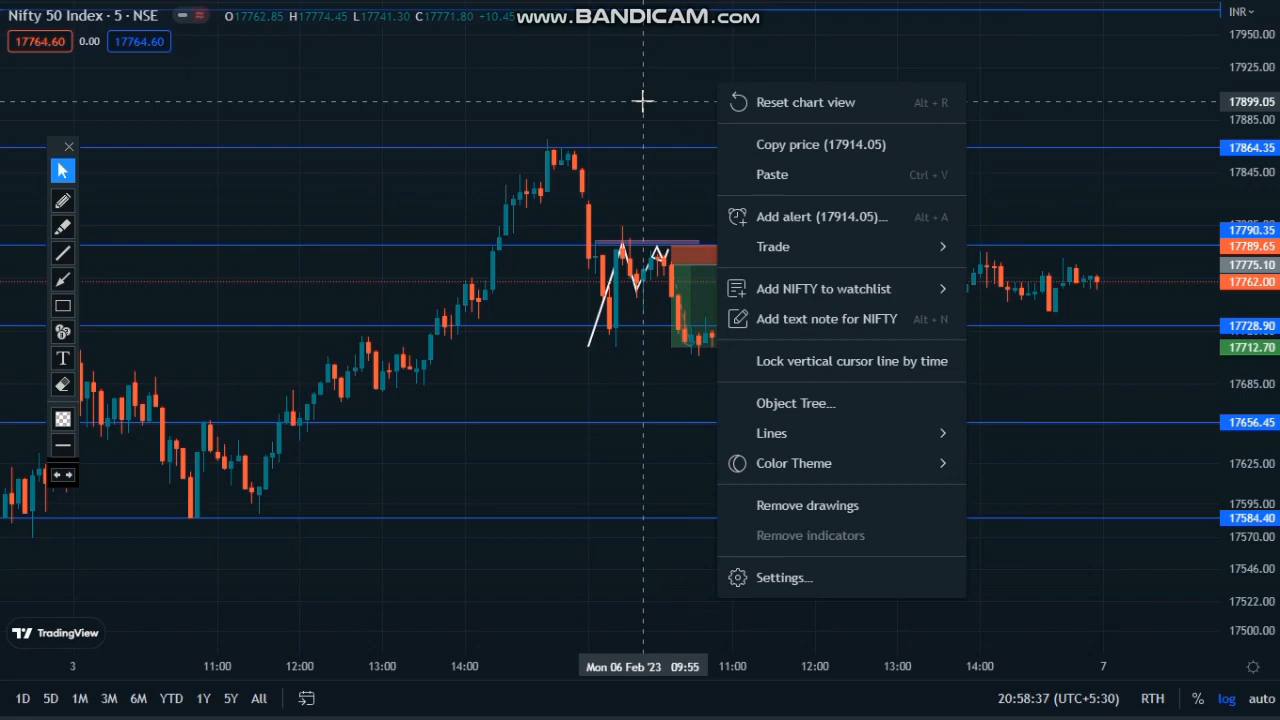 Nifty 50 Index · 5 · NSE
O17762.85 H17774.45 L17741.30 C17771.80 -10.45
www.BANDICAM.com
INR
17764.60 0.00 17764.60
17950.00
17925.00
17899.05
17885.00
17864.35
17845.00
17790.35
17789.65
17775.10
17762.00
17728.90
17712.70
17685.00
17656.45
17625.00
17595.00
17584.40
17570.00
17546.00
17522.00
17500.00
Reset chart view Alt + R
Copy price (17914.05)
Paste Ctrl + V
Add alert (17914.05)... Alt + A
Trade
Add NIFTY to watchlist
Add text note for NIFTY Alt + N
Lock vertical cursor line by time
Object Tree...
Lines
Color Theme
Remove drawings
Remove indicators
Settings...
TradingView
3 11:00 12:00 13:00 14:00 Mon 06 Feb '23 09:55 11:00 12:00 13:00 14:00 7
1D 5D 1M 3M 6M YTD 1Y 5Y All 20:58:37 (UTC+5:30) RTH % log auto